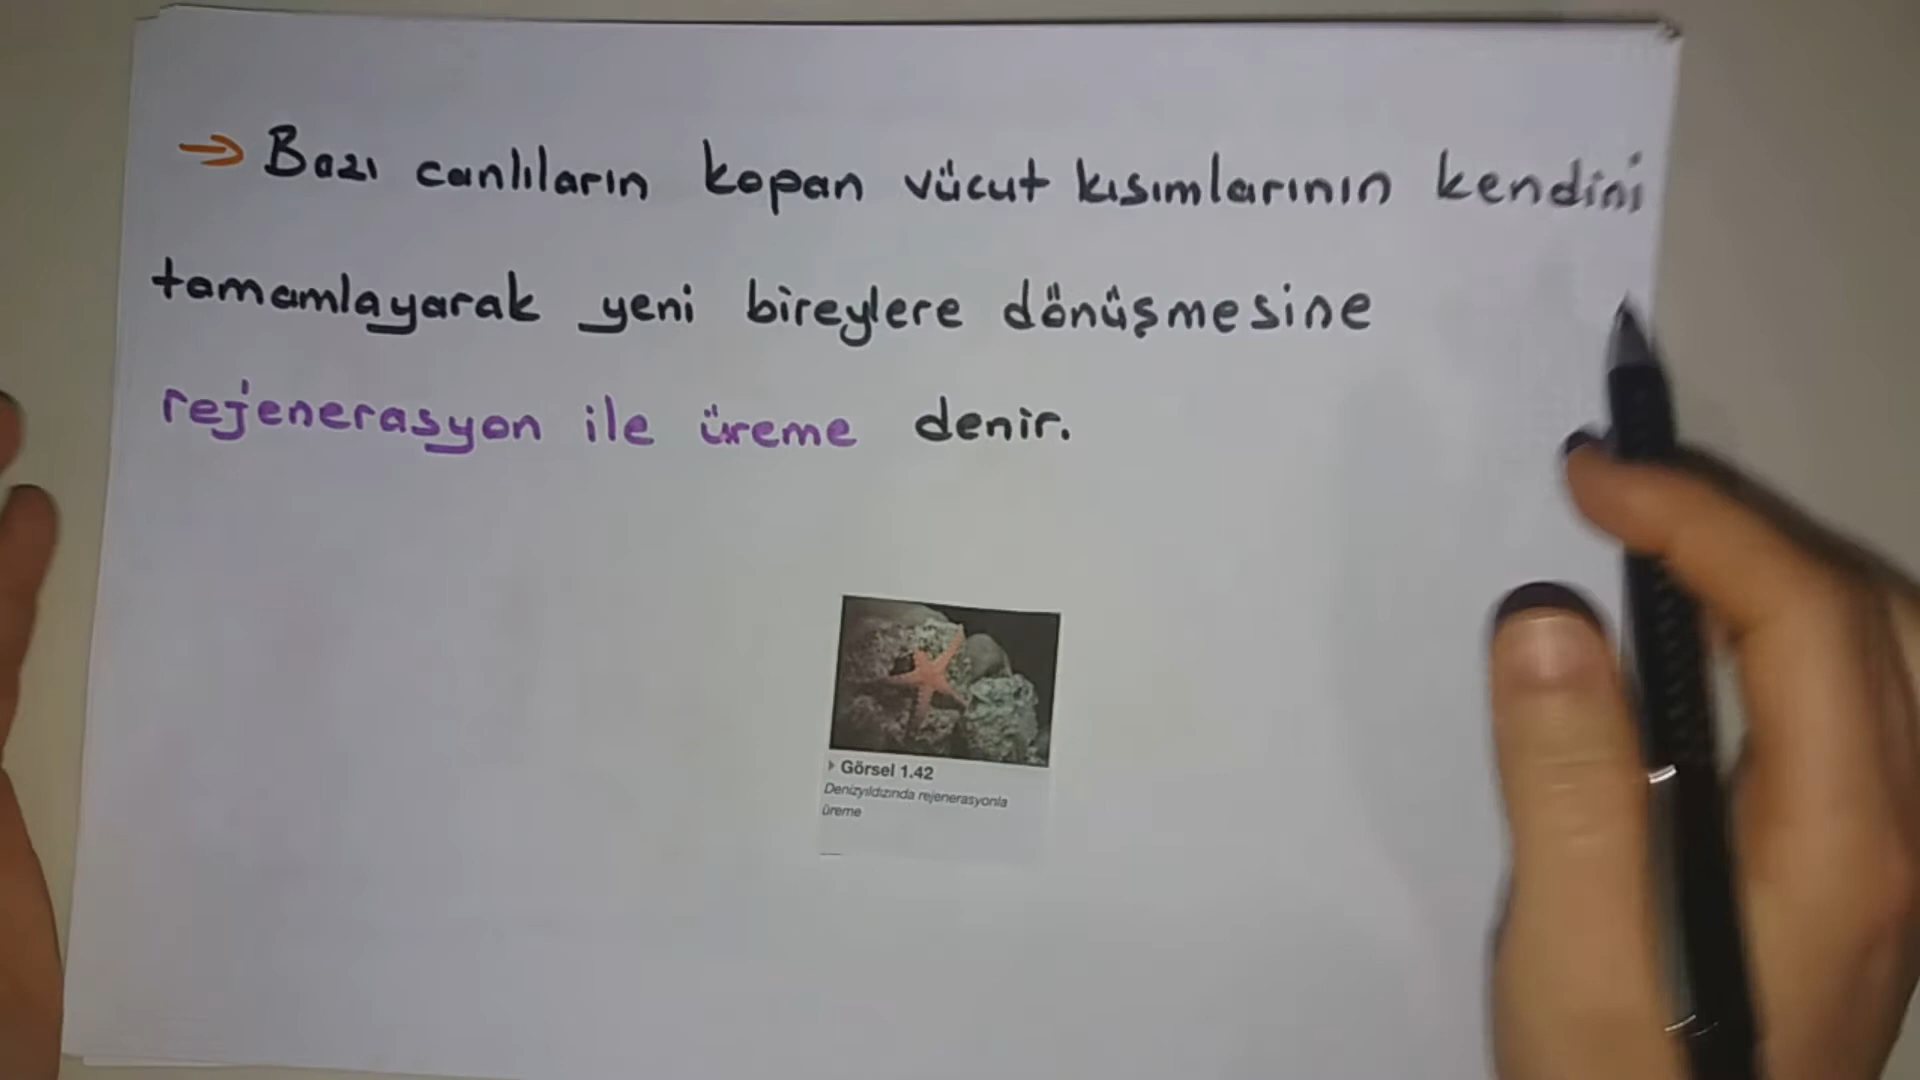 → Bazı canlıların kopan vücut kısımlarının kendini
tamamlayarak yeni bireylere dönüşmesine
rejenerasyon ile üreme denir.
Görsel 1.42
Denizyıldızında rejenerasyonla
üreme